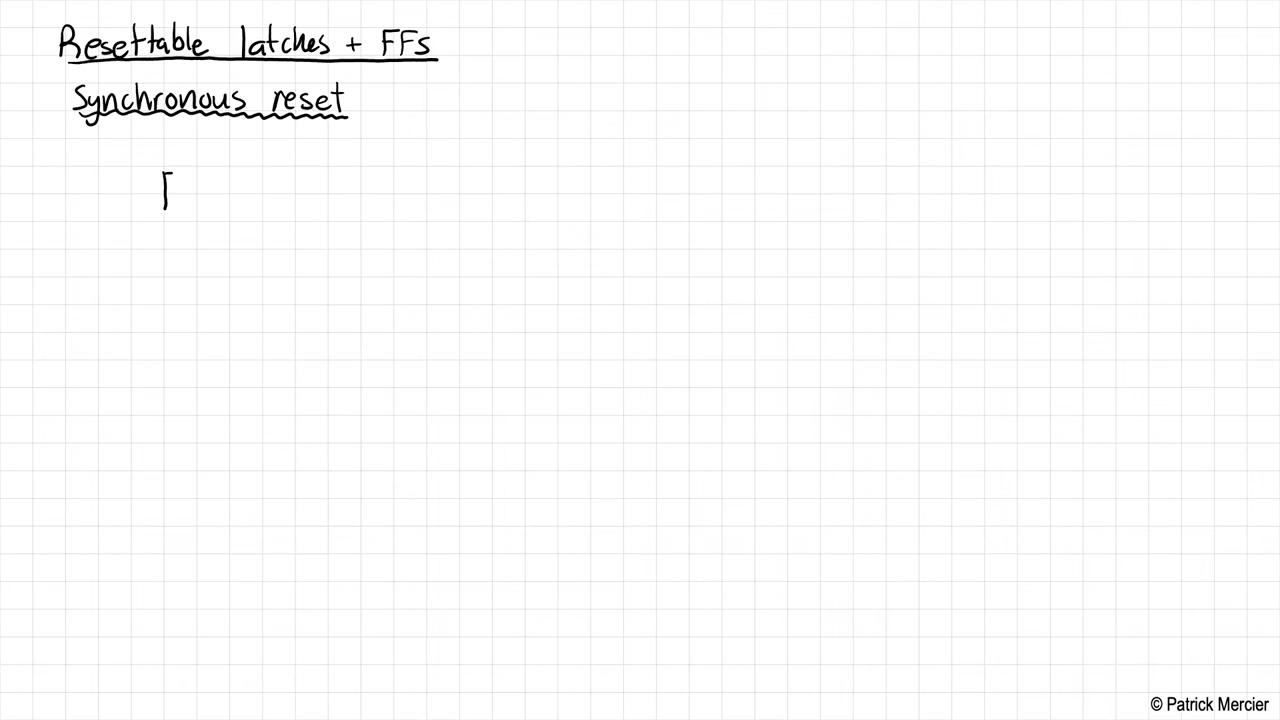 Resettable latches + FFs
Synchronous reset
© Patrick Mercier